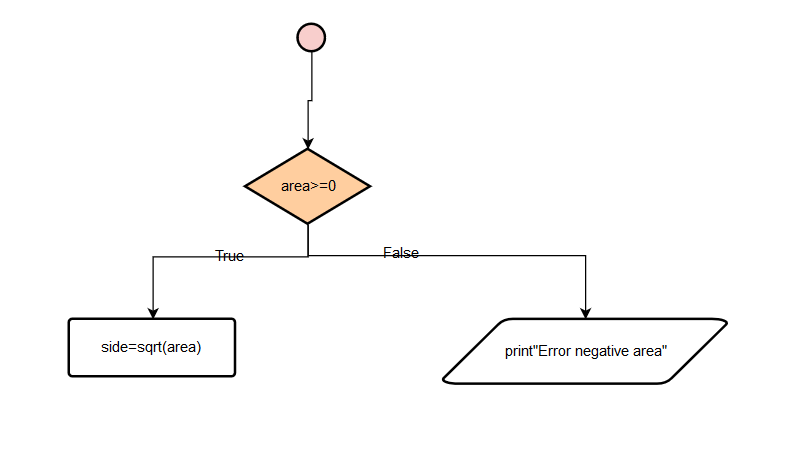 area>=0
True
False
side=sqrt(area)
print"Error negative area"